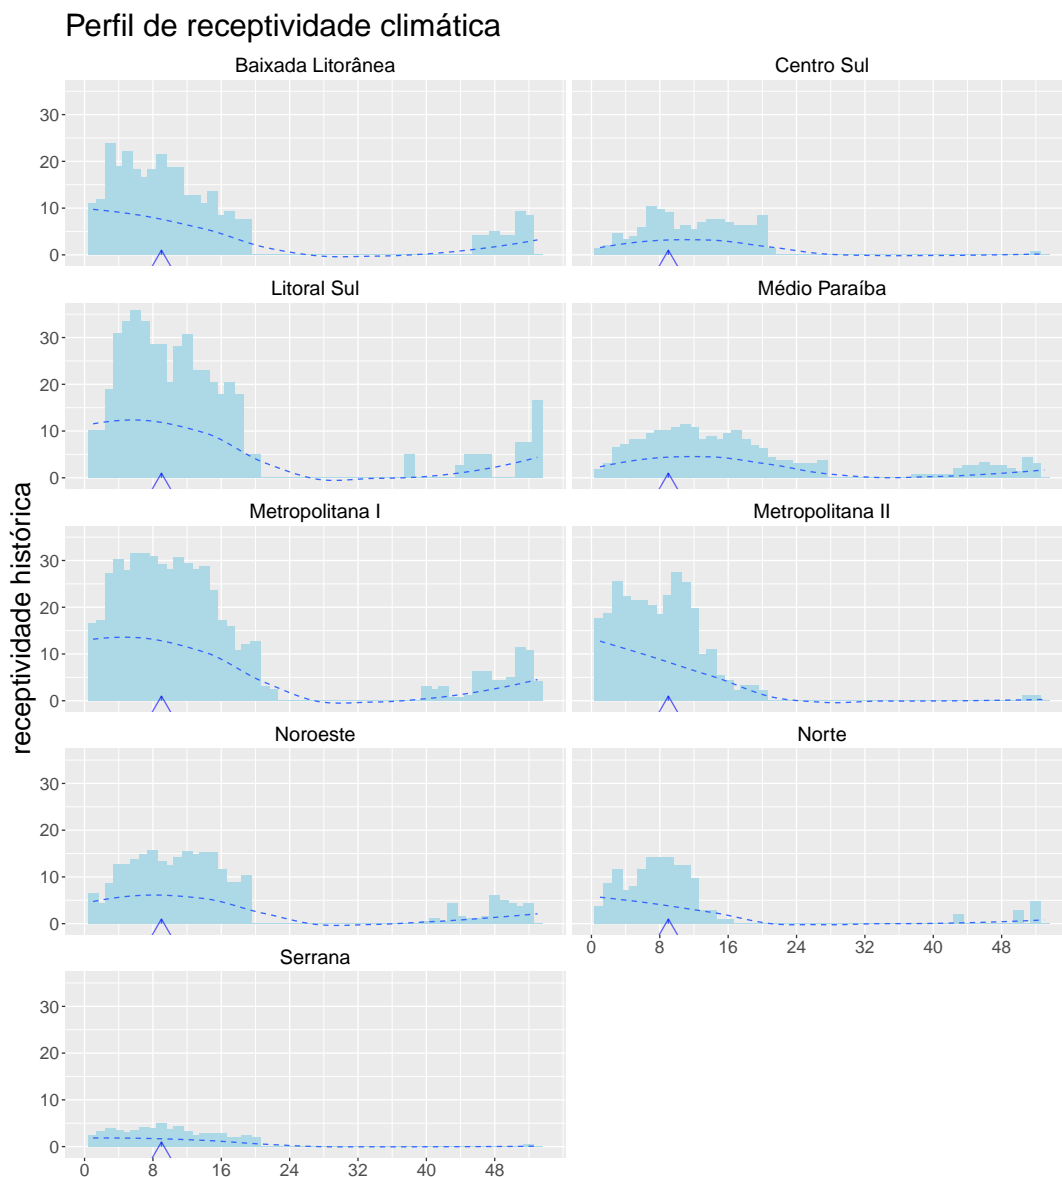 Perfil de receptividade climática
Baixada Litorânea
Centro Sul
30
20
10
0
Litoral Sul
Médio Paraíba
30
20
10
0
receptividade histórica
Metropolitana I
Metropolitana II
30
20
10
0
Noroeste
Norte
30
20
10
0
0 8 16 24 32 40 48
Serrana
30
20
10
0
0 8 16 24 32 40 48